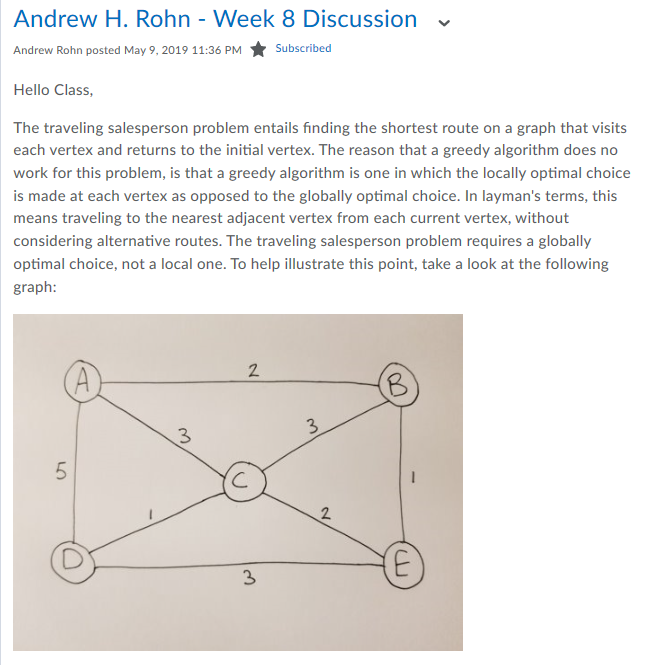 Andrew H. Rohn - Week 8 Discussion
Andrew Rohn posted May 9, 2019 11:36 PM Subscribed
Hello Class,
The traveling salesperson problem entails finding the shortest route on a graph that visits
each vertex and returns to the initial vertex. The reason that a greedy algorithm does no
work for this problem, is that a greedy algorithm is one in which the locally optimal choice
is made at each vertex as opposed to the globally optimal choice. In layman's terms, this
means traveling to the nearest adjacent vertex from each current vertex, without
considering alternative routes. The traveling salesperson problem requires a globally
optimal choice, not a local one. To help illustrate this point, take a look at the following
graph:
2
A
B
3
3
5
C
1
1
2
D
E
3